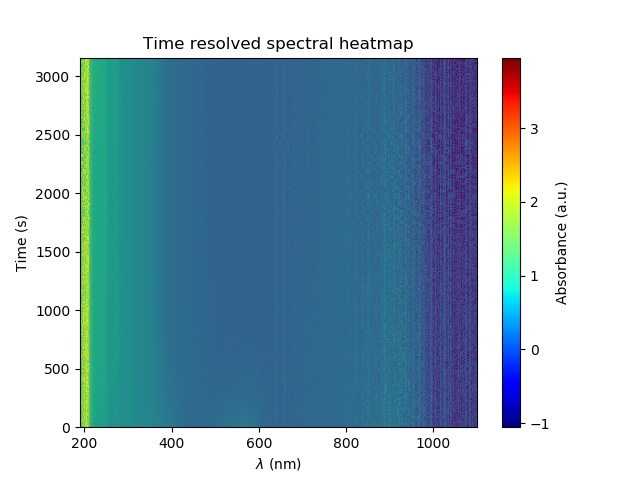 Time resolved spectral heatmap
3000
2500
2000
1500
1000
500
0
Time (s)
200 400 600 800 1000
λ (nm)
3
2
1
0
−1
Absorbance (a.u.)